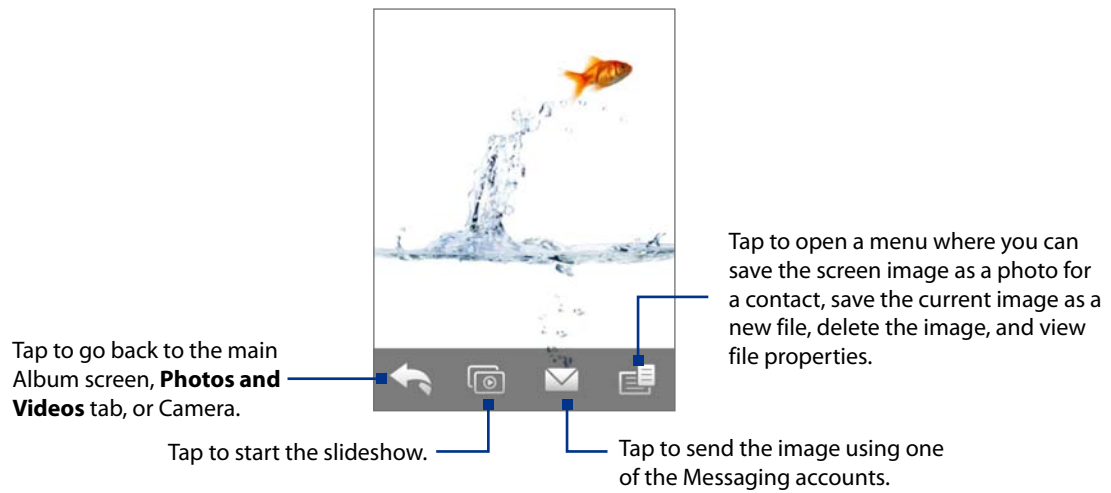 Tap to open a menu where you can
save the screen image as a photo for
a contact, save the current image as a
new file, delete the image, and view
file properties.
Tap to go back to the main
Album screen, Photos and
Videos tab, or Camera.
Tap to start the slideshow.
Tap to send the image using one
of the Messaging accounts.